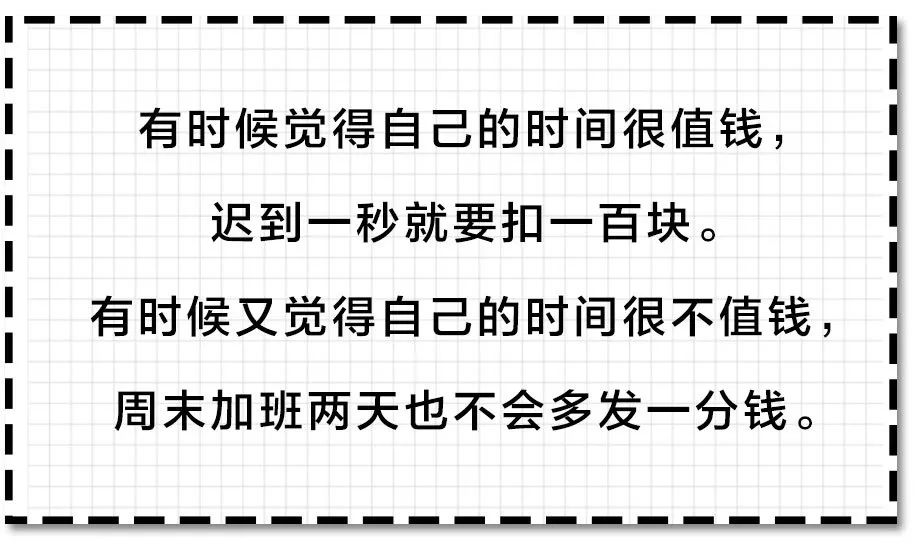 有时候觉得自己的时间很值钱，
迟到一秒就要扣一百块。
有时候又觉得自己的时间很不值钱，
周末加班两天也不会多发一分钱。